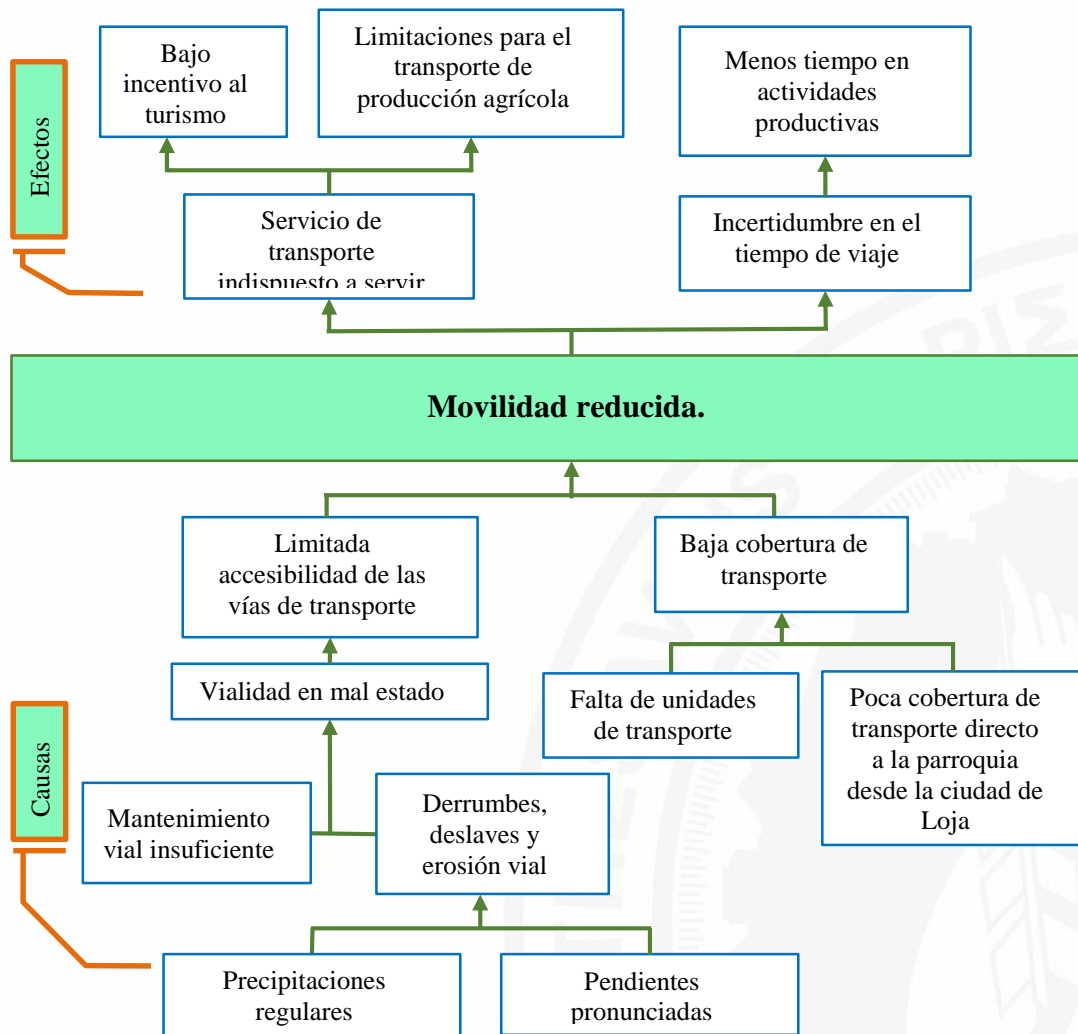 Efectos
Bajo
incentivo al
turismo
Limitaciones para el
transporte de
producción agrícola
Menos tiempo en
actividades
productivas
Servicio de
transporte
indispuesto a servir
Incertidumbre en el
tiempo de viaje
Movilidad reducida.
Limitada
accesibilidad de las
vías de transporte
Baja cobertura de
transporte
Vialidad en mal estado
Falta de unidades
de transporte
Poca cobertura de
transporte directo
a la parroquia
desde la ciudad de
Loja
Causas
Mantenimiento
vial insuficiente
Derrumbes,
deslaves y
erosión vial
Precipitaciones
regulares
Pendientes
pronunciadas